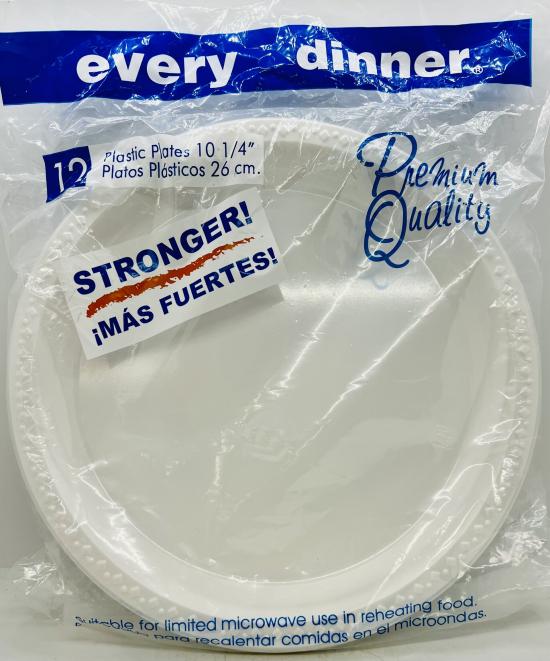 every dinner®
12 Plastic Plates 10 1/4"
Platos Plásticos 26 cm.
Premium
Quality
STRONGER!
¡MÁS FUERTES!
Suitable for limited microwave use in reheating food.
para recalentar comidas en el microondas.